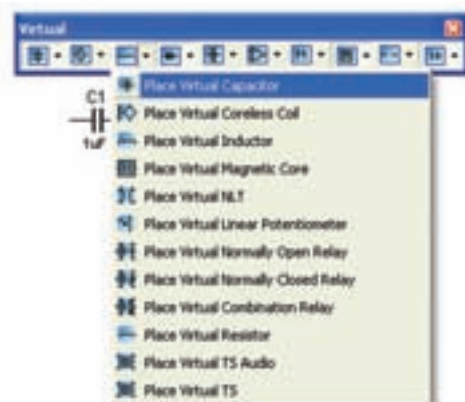 Virtual
Place Virtual Capacitor
C1
1uF
Place Virtual Coreless Coil
Place Virtual Inductor
Place Virtual Magnetic Core
Place Virtual NLT
Place Virtual Linear Potentiometer
Place Virtual Normally Open Relay
Place Virtual Normally Closed Relay
Place Virtual Combination Relay
Place Virtual Resistor
Place Virtual TS Audio
Place Virtual TS